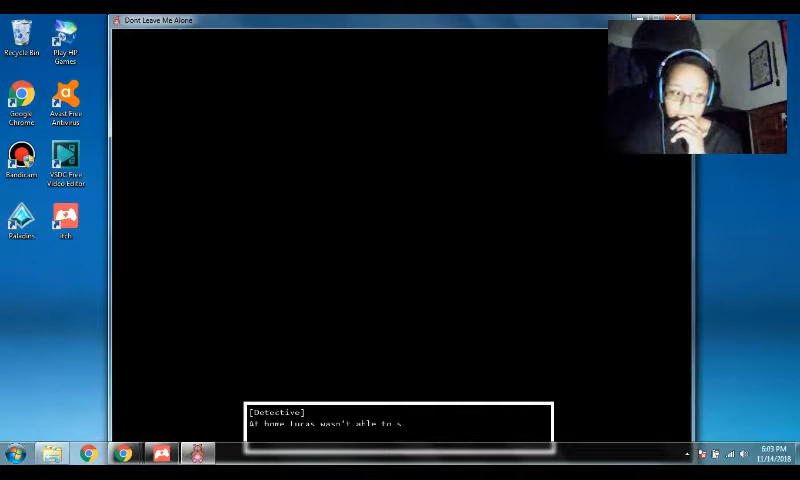 Dont Leave Me Alone
Recycle Bin
Play HP
Games
Google
Chrome
Avast Free
Antivirus
Bandicam
VSDC Free
Video Editor
Paladins
itch
[Detective]
At home Lucas wasn't able to s
6:03 PM
11/14/2018